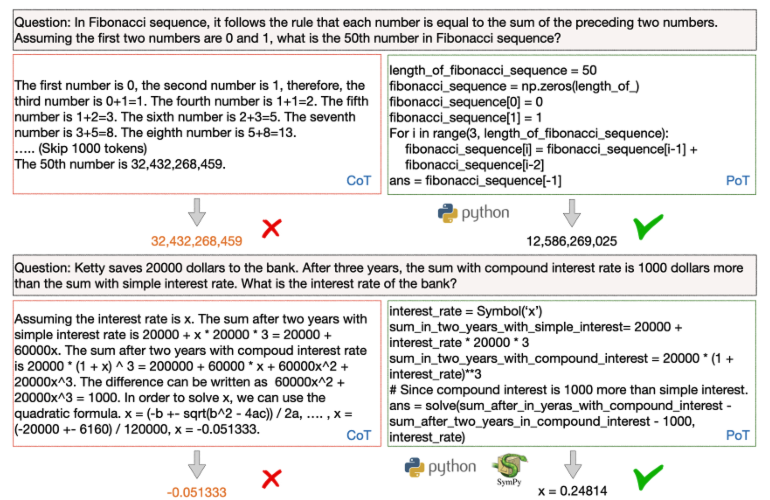 Question: In Fibonacci sequence, it follows the rule that each number is equal to the sum of the preceding two numbers.
Assuming the first two numbers are 0 and 1, what is the 50th number in Fibonacci sequence?
The first number is 0, the second number is 1, therefore, the
third number is 0+1=1. The fourth number is 1+1=2. The fifth
number is 1+2=3. The sixth number is 2+3=5. The seventh
number is 3+5=8. The eighth number is 5+8=13.
..... (Skip 1000 tokens)
The 50th number is 32,432,268,459.
CoT
length_of_fibonacci_sequence = 50
fibonacci_sequence = np.zeros(length_of_)
fibonacci_sequence[0] = 0
fibonacci_sequence[1] = 1
For i in range(3, length_of_fibonacci_sequence):
fibonacci_sequence[i] = fibonacci_sequence[i-1] +
fibonacci_sequence[i-2]
ans = fibonacci_sequence[-1]
PoT
python
32,432,268,459
12,586,269,025
Question: Ketty saves 20000 dollars to the bank. After three years, the sum with compound interest rate is 1000 dollars more
than the sum with simple interest rate. What is the interest rate of the bank?
Assuming the interest rate is x. The sum after two years with
simple interest rate is 20000 + x * 20000 * 3 = 20000 +
60000x. The sum after two years with compoud interest rate
is 20000 * (1 + x) ^ 3 = 200000 + 60000 * x + 60000x^2 +
20000x^3. The difference can be written as 60000x^2 +
20000x^3 = 1000. In order to solve x, we can use the
quadratic formula. x = (-b +- sqrt(b^2 - 4ac)) / 2a, .... , x =
(-20000 +- 6160) / 120000, x = -0.051333.
CoT
interest_rate = Symbol('x')
sum_in_two_years_with_simple_interest= 20000 +
interest_rate * 20000 * 3
sum_in_two_years_with_compound_interest = 20000 * (1 +
interest_rate)**3
# Since compound interest is 1000 more than simple interest.
ans = solve(sum_after_in_yeras_with_compound_interest -
sum_after_two_years_in_compound_interest - 1000,
interest_rate)
PoT
python
SymPy
-0.051333
x = 0.24814